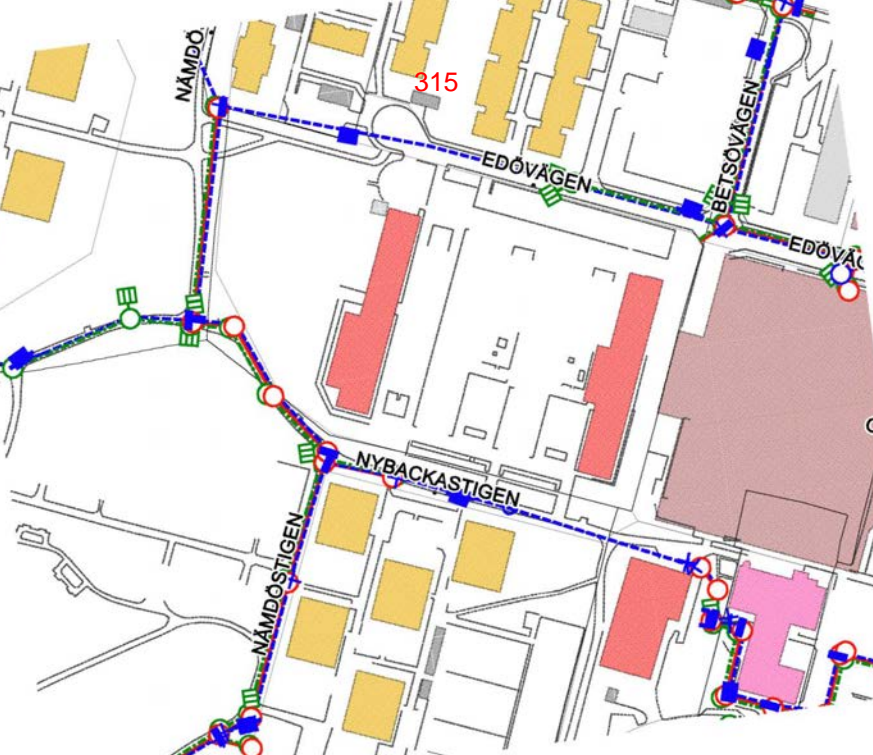 NÄMDÖ
315
BETSÖVÄGEN
EDÖVÄGEN
EDÖVÄG
NYBACKASTIGEN
NÄMDÖSTIGEN